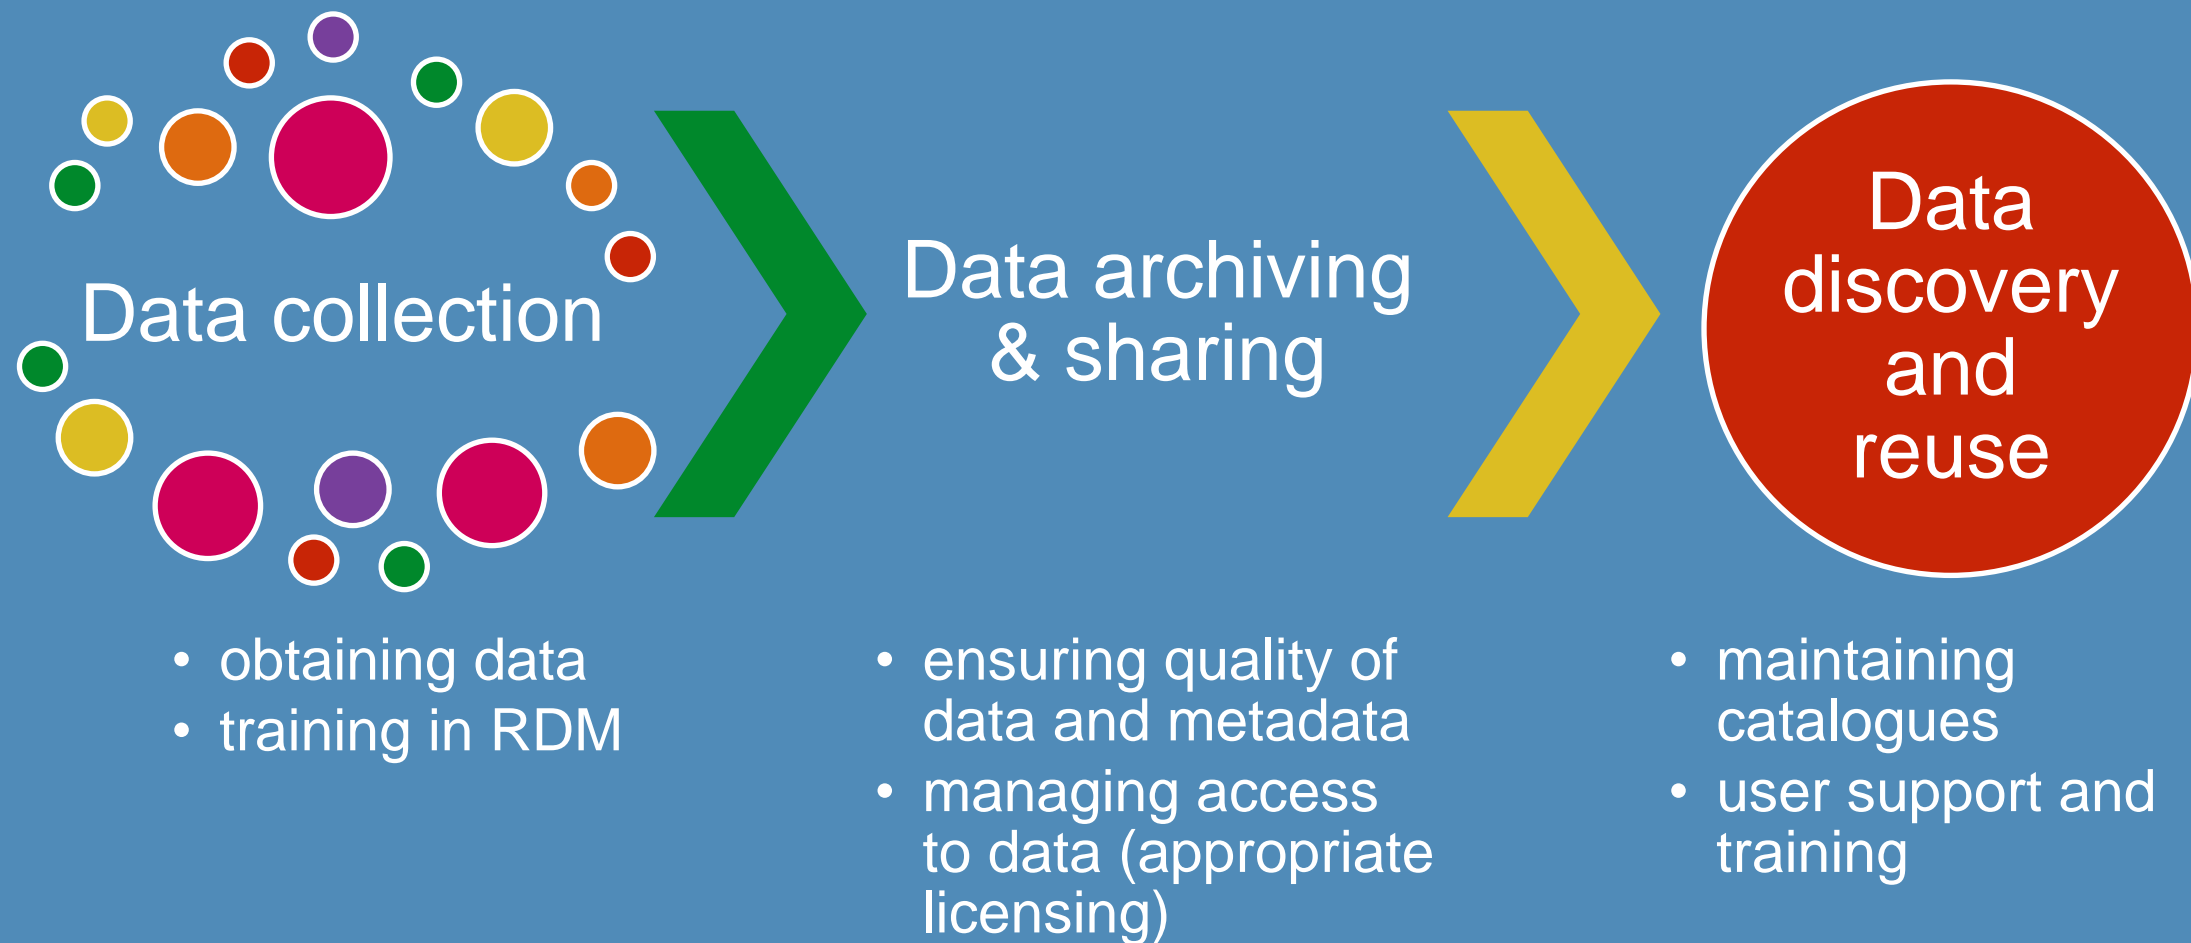 Data collection
• obtaining data
• training in RDM
Data archiving
& sharing
• ensuring quality of
data and metadata
• managing access
to data (appropriate
licensing)
Data
discovery
and
reuse
• maintaining
catalogues
• user support and
training